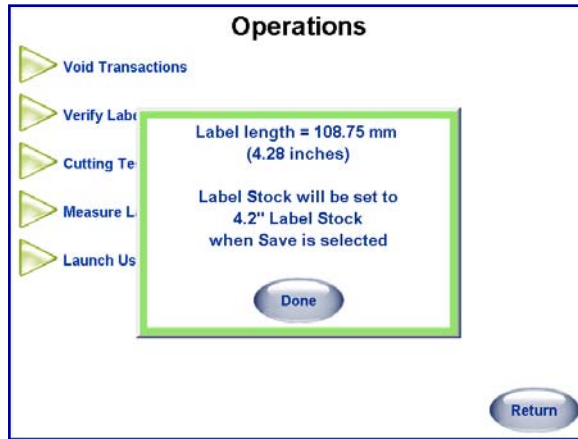 Operations
Void Transactions
Verify Labe
Cutting Te
Measure L
Launch Us
Label length = 108.75 mm
(4.28 inches)
Label Stock will be set to
4.2" Label Stock
when Save is selected
Done
Return